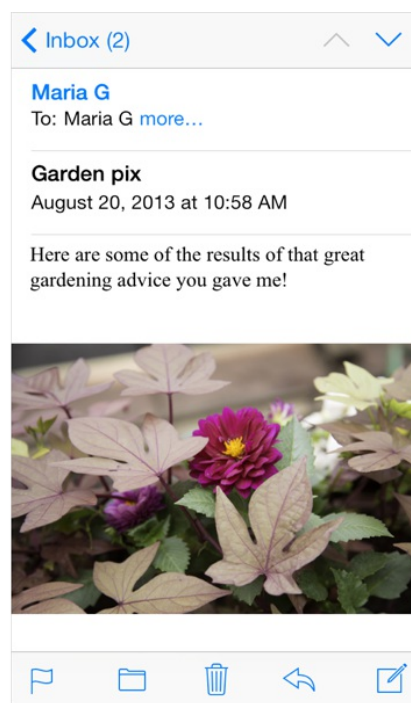 Inbox (2)
Maria G
To: Maria G more...
Garden pix
August 20, 2013 at 10:58 AM
Here are some of the results of that great
gardening advice you gave me!